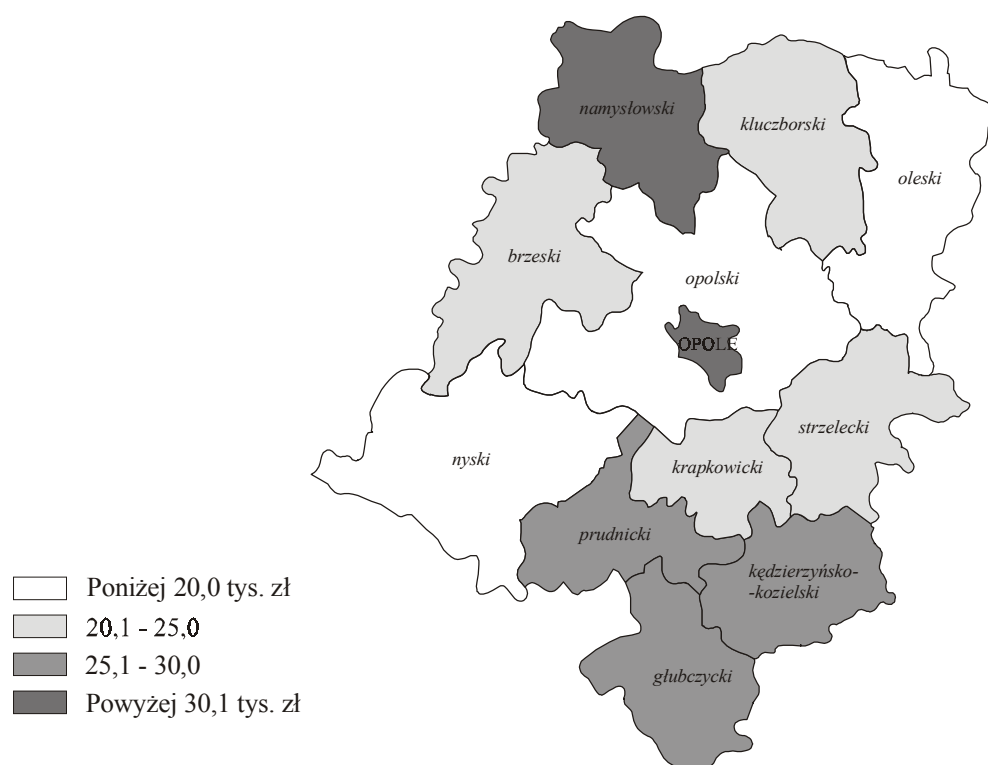 namysłowski
kluczborski
oleski
brzeski
opolski
OPOLE
strzelecki
nyski
krapkowicki
prudnicki
kędzierzyńsko-
-kozielski
głubczycki
Poniżej 20,0 tys. zł
20,1 - 25,0
25,1 - 30,0
Powyżej 30,1 tys. zł